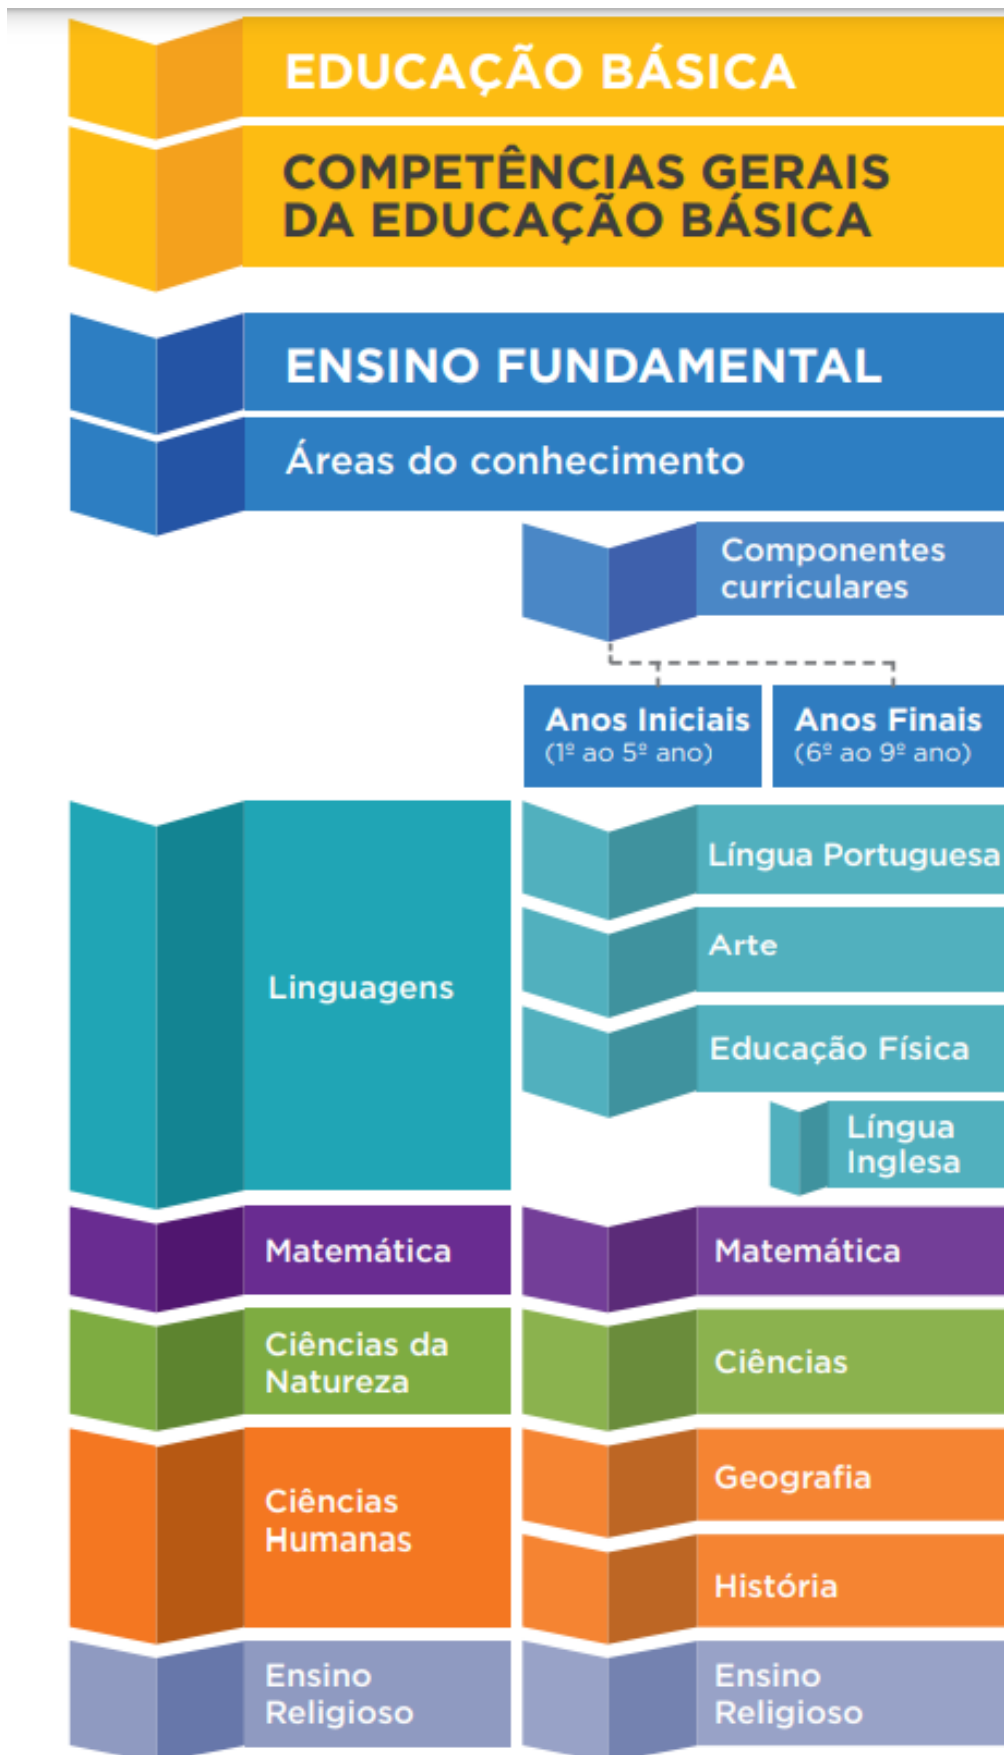 EDUCAÇÃO BÁSICA
COMPETÊNCIAS GERAIS
DA EDUCAÇÃO BÁSICA
ENSINO FUNDAMENTAL
Áreas do conhecimento
Componentes
curriculares
Anos Iniciais
(1º ao 5º ano)
Anos Finais
(6º ao 9º ano)
Linguagens
Língua Portuguesa
Arte
Educação Física
Língua
Inglesa
Matemática
Matemática
Ciências da
Natureza
Ciências
Ciências
Humanas
Geografia
História
Ensino
Religioso
Ensino
Religioso